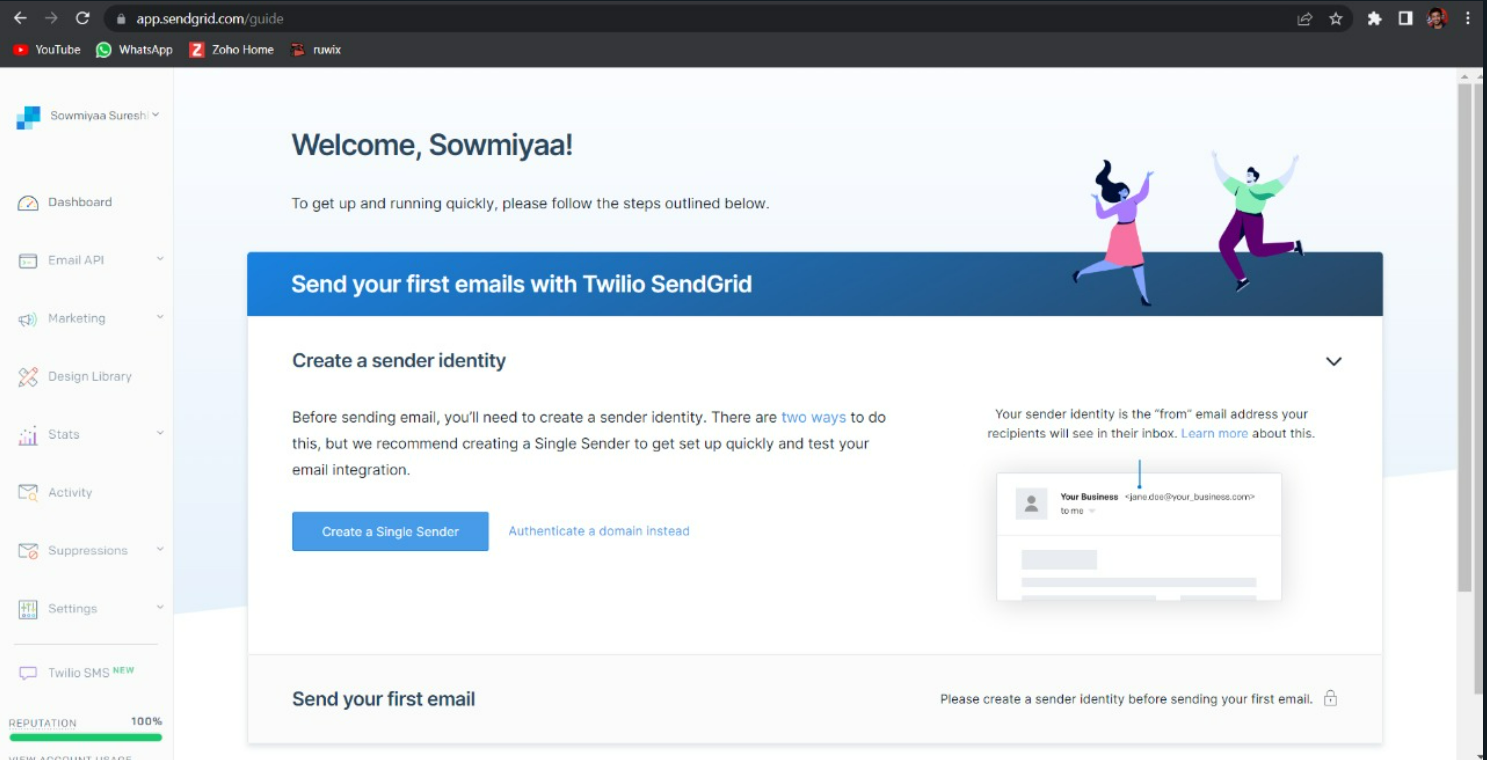 app.sendgrid.com/guide
YouTube WhatsApp Z Zoho Home ruwix
Sowmiyaa Suresh
Dashboard
Email API
Marketing
Design Library
Stats
Activity
Suppressions
Settings
Twilio SMS NEW
REPUTATION 100%
VIEW ACCOUNT USAGE
Welcome, Sowmiyaa!
To get up and running quickly, please follow the steps outlined below.
Send your first emails with Twilio SendGrid
Create a sender identity
Before sending email, you'll need to create a sender identity. There are two ways to do
this, but we recommend creating a Single Sender to get set up quickly and test your
email integration.
Create a Single Sender Authenticate a domain instead
Your sender identity is the "from" email address your
recipients will see in their inbox. Learn more about this.
Your Business <jane.doe@your_business.com>
to me
Send your first email
Please create a sender identity before sending your first email.